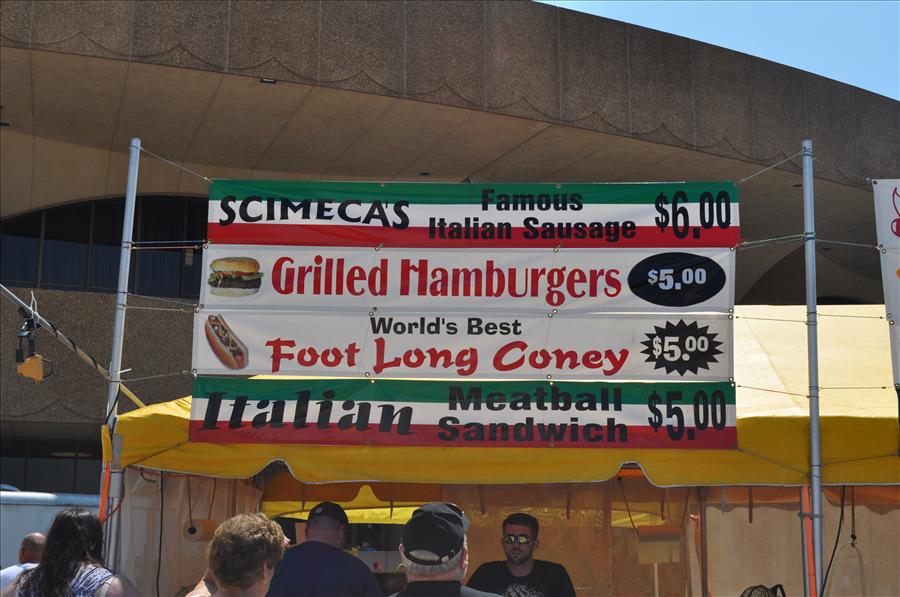 SCIMECA'S Famous Italian Sausage $6.00
Grilled Hamburgers $5.00
World's Best
Foot Long Coney $5.00
Italian Meatball Sandwich $5.00